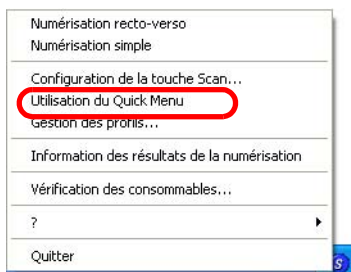 Numérisation recto-verso
Numérisation simple
Configuration de la touche Scan...
Utilisation du Quick Menu
Gestion des profils...
Information des résultats de la numérisation
Vérification des consommables...
?
Quitter
S